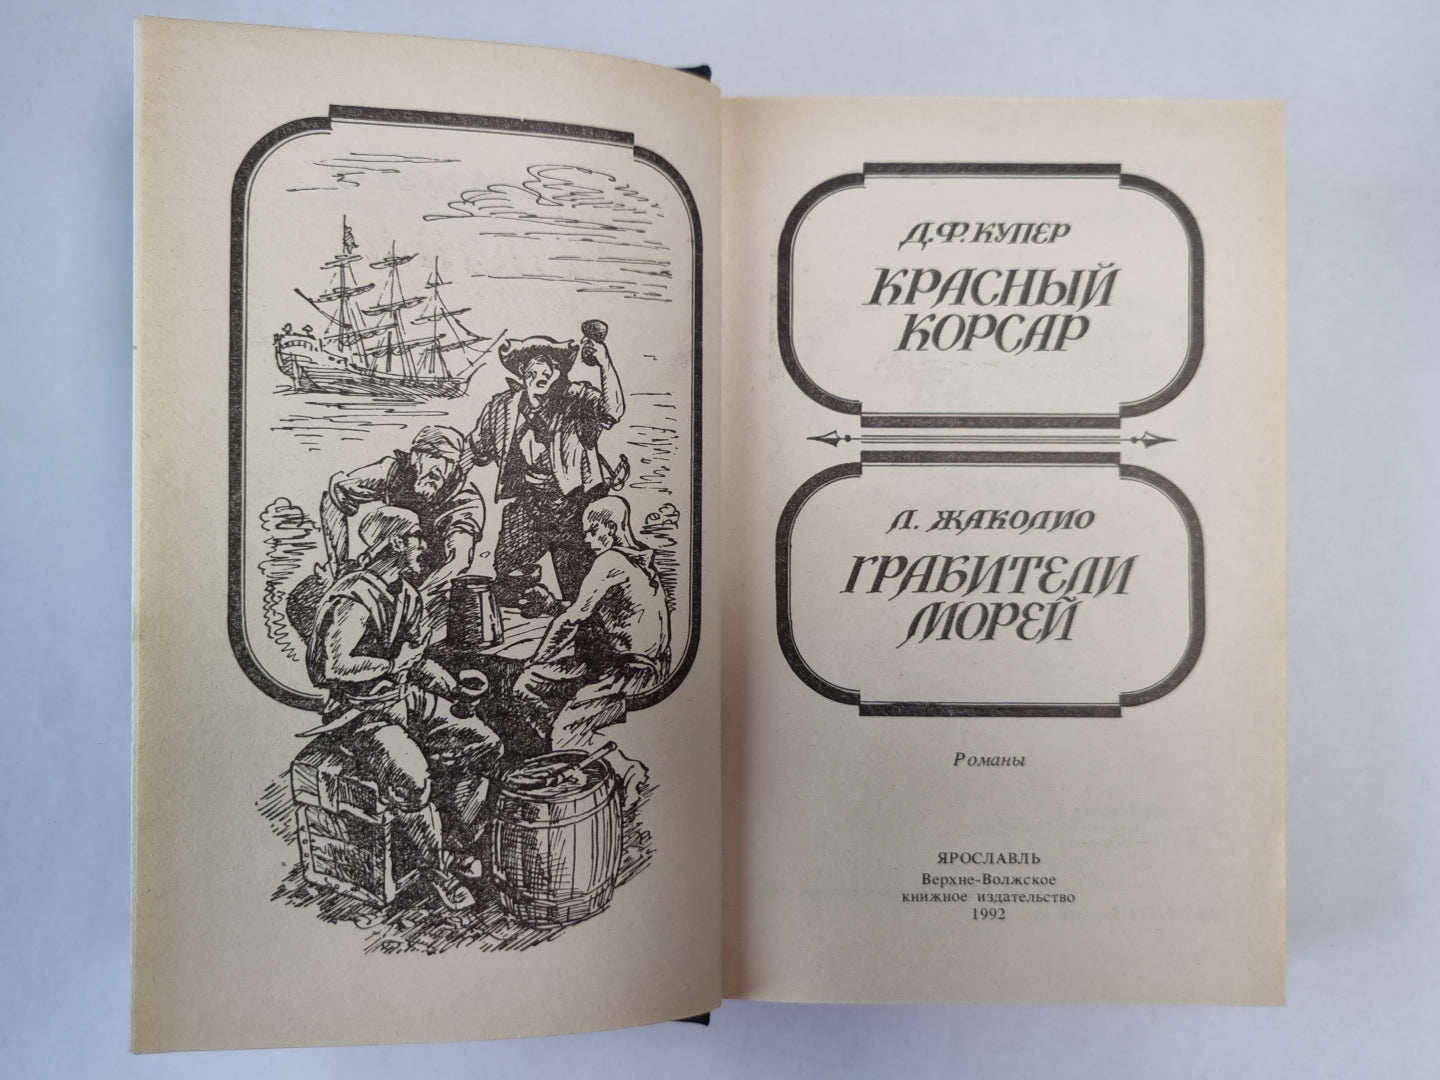 Д.Ф.КУПЕР
КРАСНЫЙ
КОРСАР
Л. ЖАКОЛИО
ГРАБИТЕЛИ
МОРЕЙ
Романы
ЯРОСЛАВЛЬ
Верхне-Волжское
книжное издательство
1992